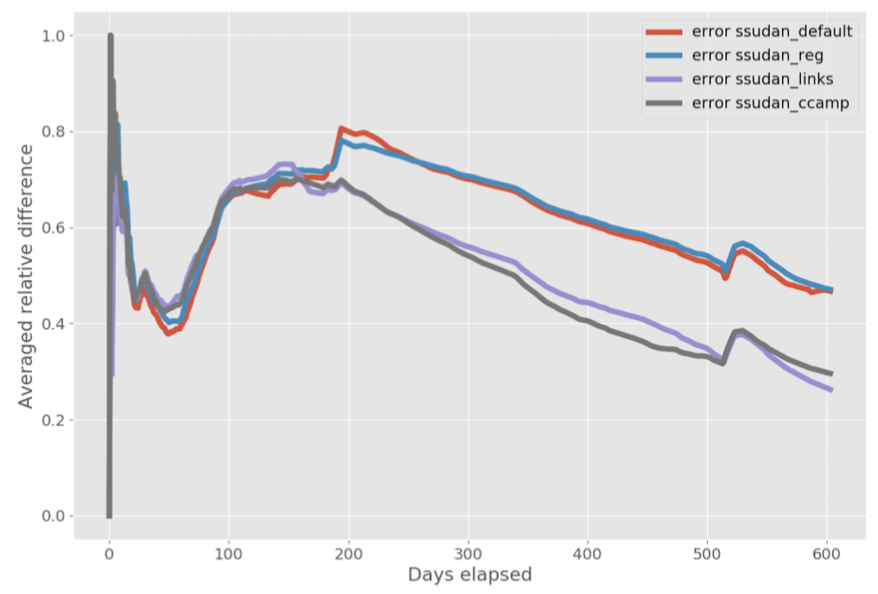 error ssudan_default
error ssudan_reg
error ssudan_links
error ssudan_ccamp
Averaged relative difference
1.0
0.8
0.6
0.4
0.2
0.0
0 100 200 300 400 500 600
Days elapsed